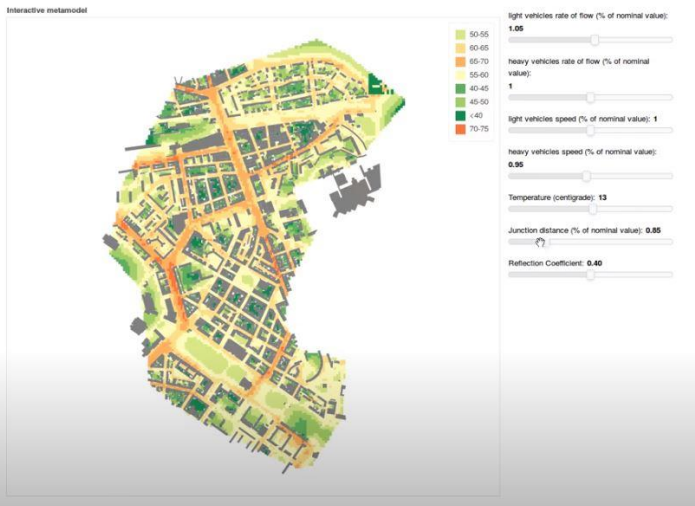 Interactive metamodel
50-55
60-65
65-70
55-60
40-45
45-50
<40
70-75
light vehicles rate of flow (% of nominal value):
1.05
heavy vehicles rate of flow (% of nominal
value):
1
light vehicles speed (% of nominal value): 1
heavy vehicles speed (% of nominal value):
0.95
Temperature (centigrade): 13
Junction distance (% of nominal value): 0.85
Reflection Coefficient: 0.40